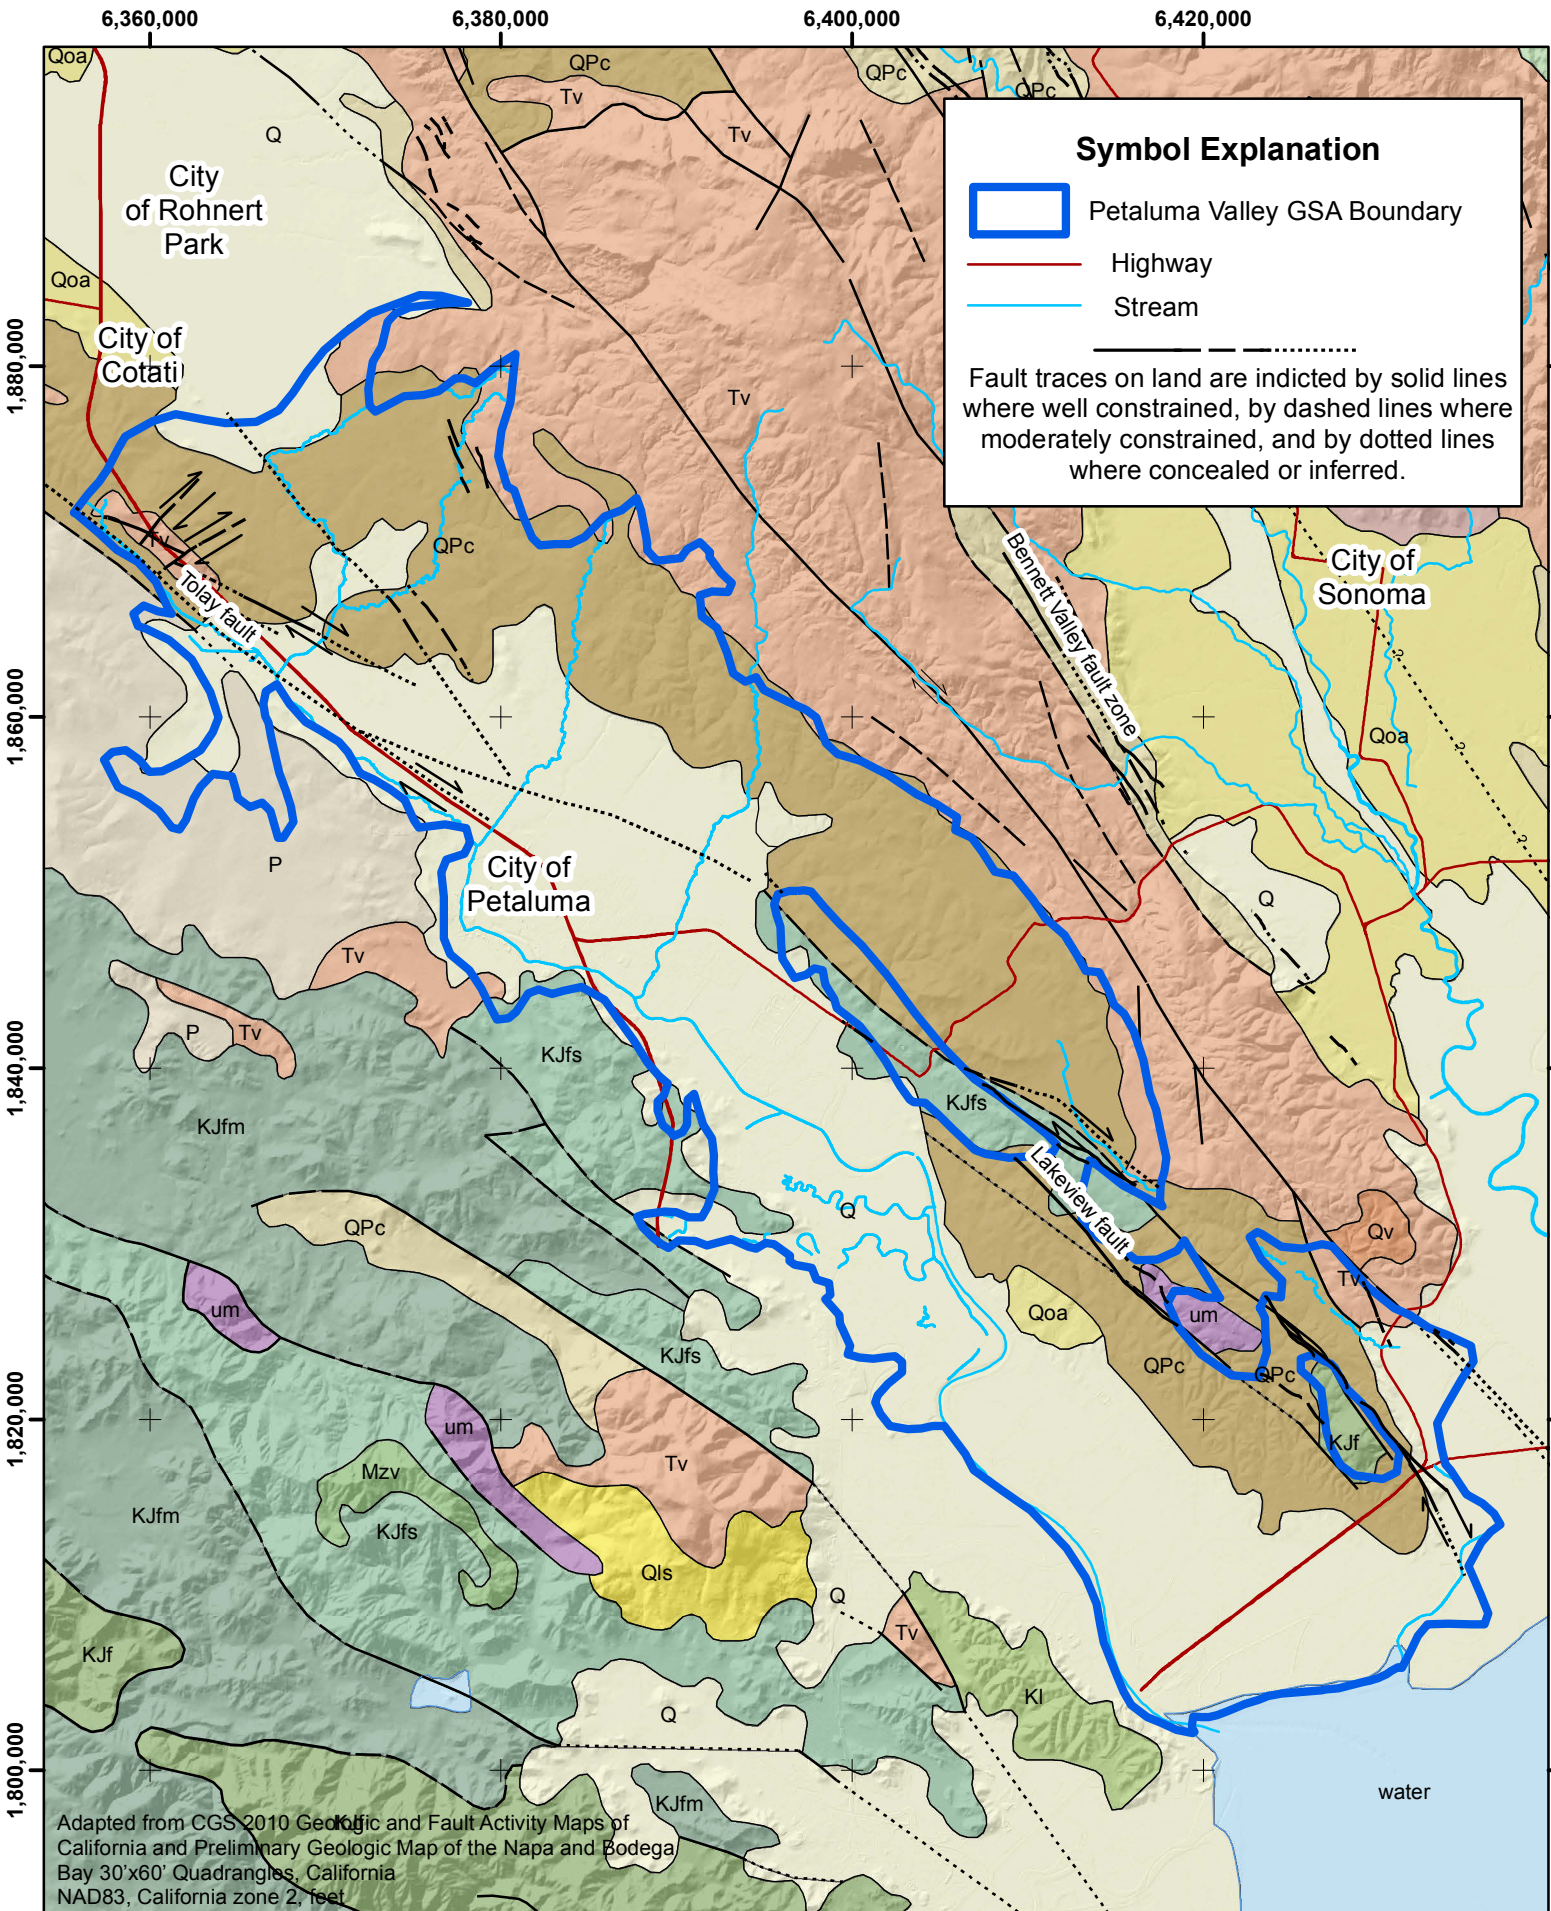 6,360,000
6,380,000
6,400,000
6,420,000
Qoa
QPc
QPc
QPc
Tv
Q
Tv
City
of Rohnert
Park
Symbol Explanation
Petaluma Valley GSA Boundary
Highway
Stream
Fault traces on land are indicted by solid lines
where well constrained, by dashed lines where
moderately constrained, and by dotted lines
where concealed or inferred.
Qoa
City of
Cotati
1,880,000
Tv
Tv
QPc
Tolay fault
Bennett Valley fault zone
City of
Sonoma
?
1,860,000
Qoa
?
?
P
City of
Petaluma
Q
Tv
P
Tv
KJfs
1,840,000
KJfm
KJfs
Lakeview fault
QPc
Q
Qv
Tv
um
Qoa
um
KJfs
QPc
QPc
1,820,000
um
KJf
Tv
Mzv
KJfm
KJfs
Qls
Q
Tv
KJf
Kl
Q
1,800,000
water
KJfm
KJf
Adapted from CGS 2010 Geologic and Fault Activity Maps of
California and Preliminary Geologic Map of the Napa and Bodega
Bay 30'x60' Quadrangles, California
NAD83, California zone 2, feet